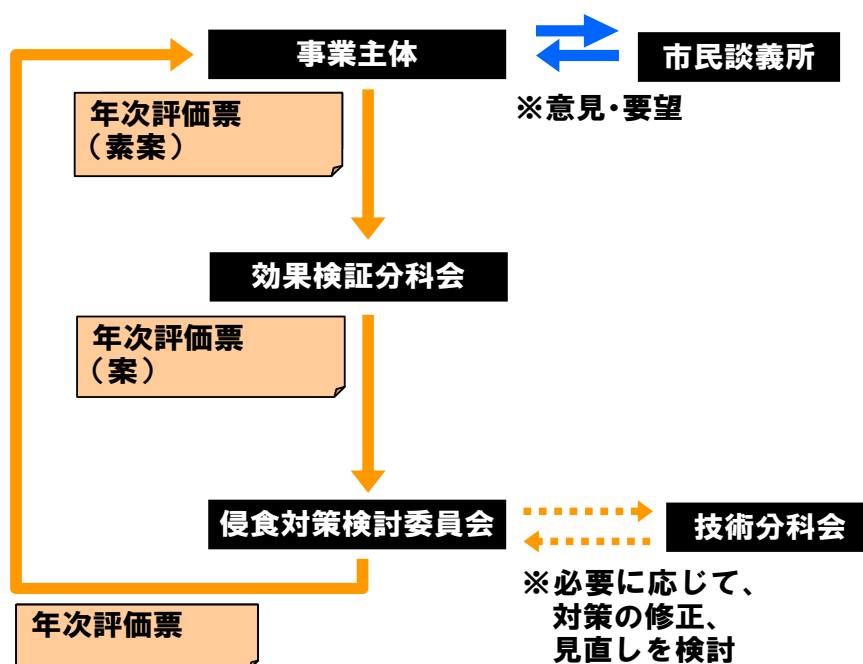 事業主体
市民談義所
※意見・要望
年次評価票
（素案）
効果検証分科会
年次評価票
（案）
侵食対策検討委員会
技術分科会
※必要に応じて、
対策の修正、
見直しを検討
年次評価票